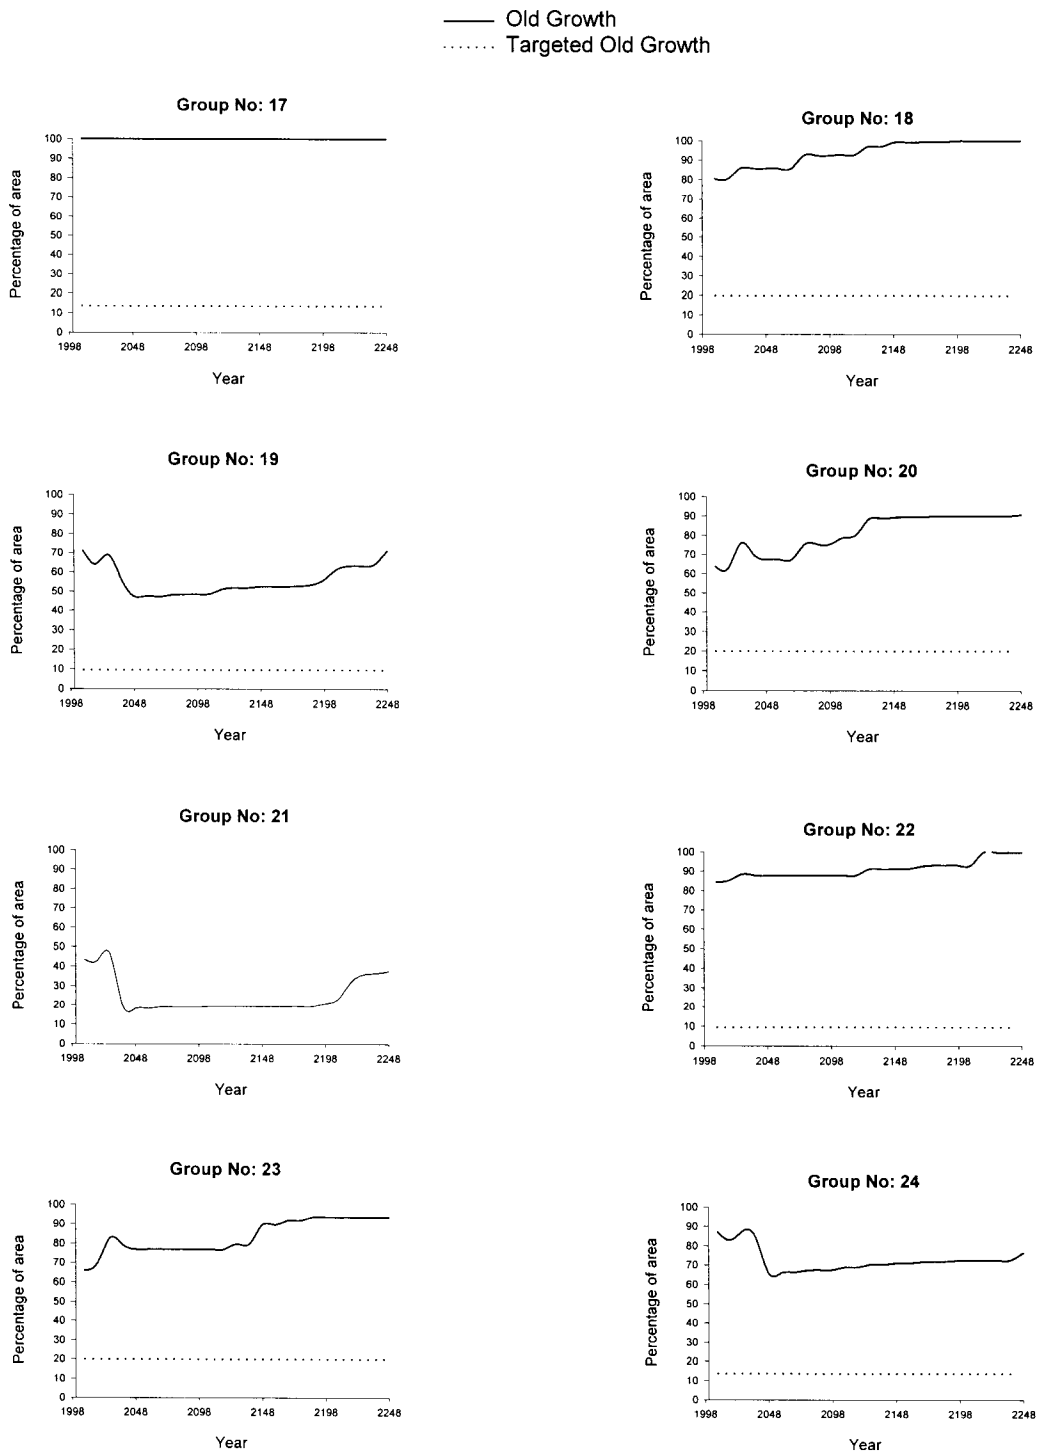 Old Growth
Targeted Old Growth
Group No: 17
100
90
80
70
60
50
40
30
20
10
0
Percentage of area
1998 2048 2098 2148 2198 2248
Year
Group No: 18
100
90
80
70
60
50
40
30
20
10
0
Percentage of area
1998 2048 2098 2148 2198 2248
Year
Group No: 19
100
90
80
70
60
50
40
30
20
10
0
Percentage of area
1998 2048 2098 2148 2198 2248
Year
Group No: 20
100
90
80
70
60
50
40
30
20
10
0
Percentage of area
1998 2048 2098 2148 2198 2248
Year
Group No: 21
100
90
80
70
60
50
40
30
20
10
0
Percentage of area
1998 2048 2098 2148 2198 2248
Year
Group No: 22
100
90
80
70
60
50
40
30
20
10
0
Percentage of area
1998 2048 2098 2148 2198 2248
Year
Group No: 23
100
90
80
70
60
50
40
30
20
10
0
Percentage of area
1998 2048 2098 2148 2198 2248
Year
Group No: 24
100
90
80
70
60
50
40
30
20
10
0
Percentage of area
1998 2048 2098 2148 2198 2248
Year